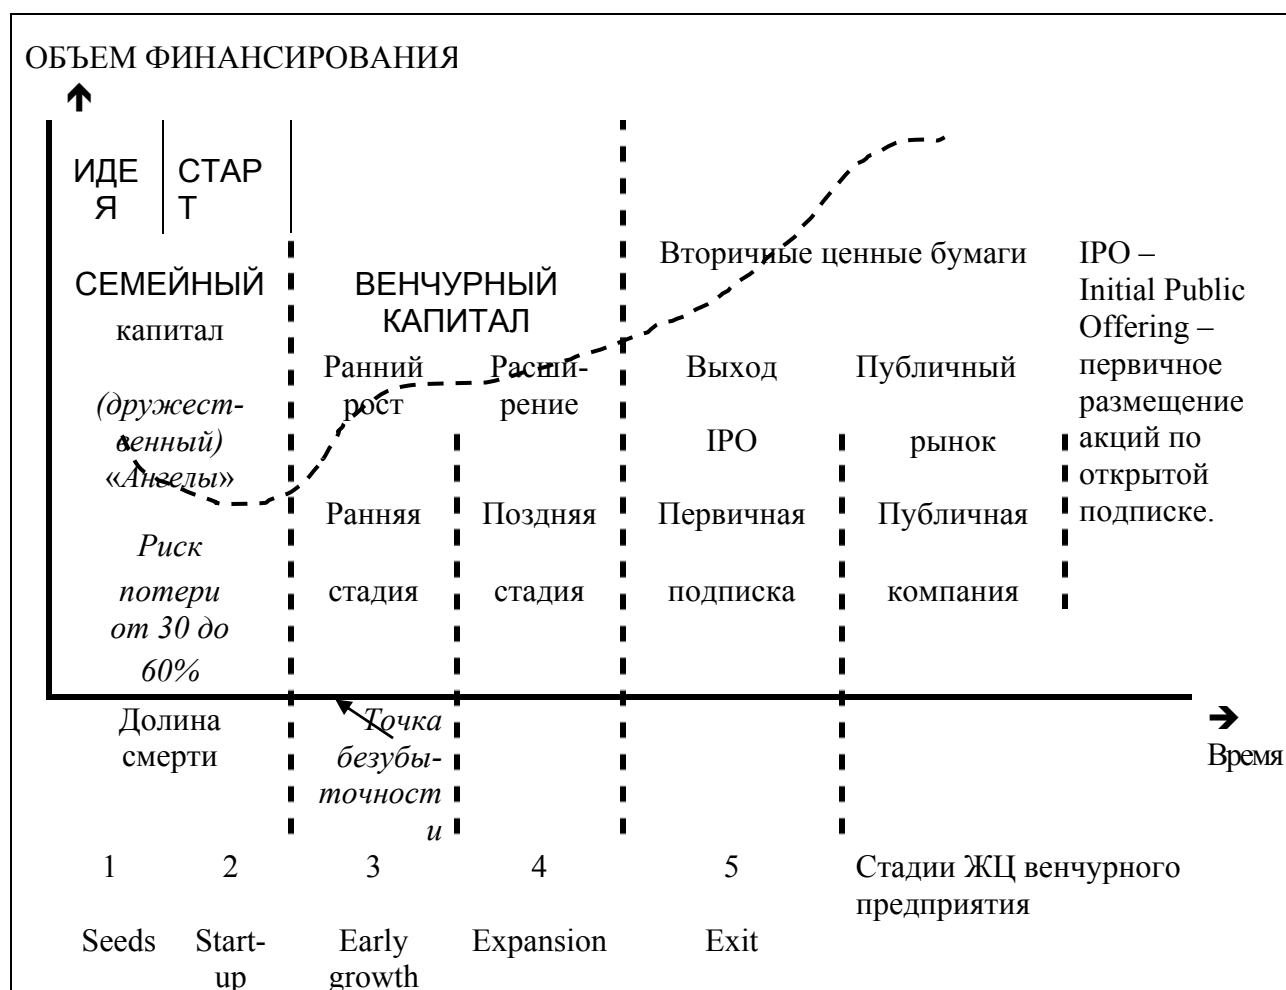 ОБЪЕМ ФИНАНСИРОВАНИЯ
ИДЕ
Я
СТАР
Т
СЕМЕЙНЫЙ
капитал
(дружест-
венный)
«Ангелы»
Риск
потери
от 30 до
60%
ВЕНЧУРНЫЙ
КАПИТАЛ
Ранний
рост
Расши-
рение
Ранняя
стадия
Поздняя
стадия
Вторичные ценные бумаги
Выход
IPO
Первичная
подписка
Публичный
рынок
Публичная
компания
IPO –
Initial Public
Offering –
первичное
размещение
акций по
открытой
подписке.
Долина
смерти
Точка
безубы-
точност
и
Время
1 2 3 4 5 Стадии ЖЦ венчурного
предприятия
Seeds
Start-
up
Early
growth
Expansion
Exit